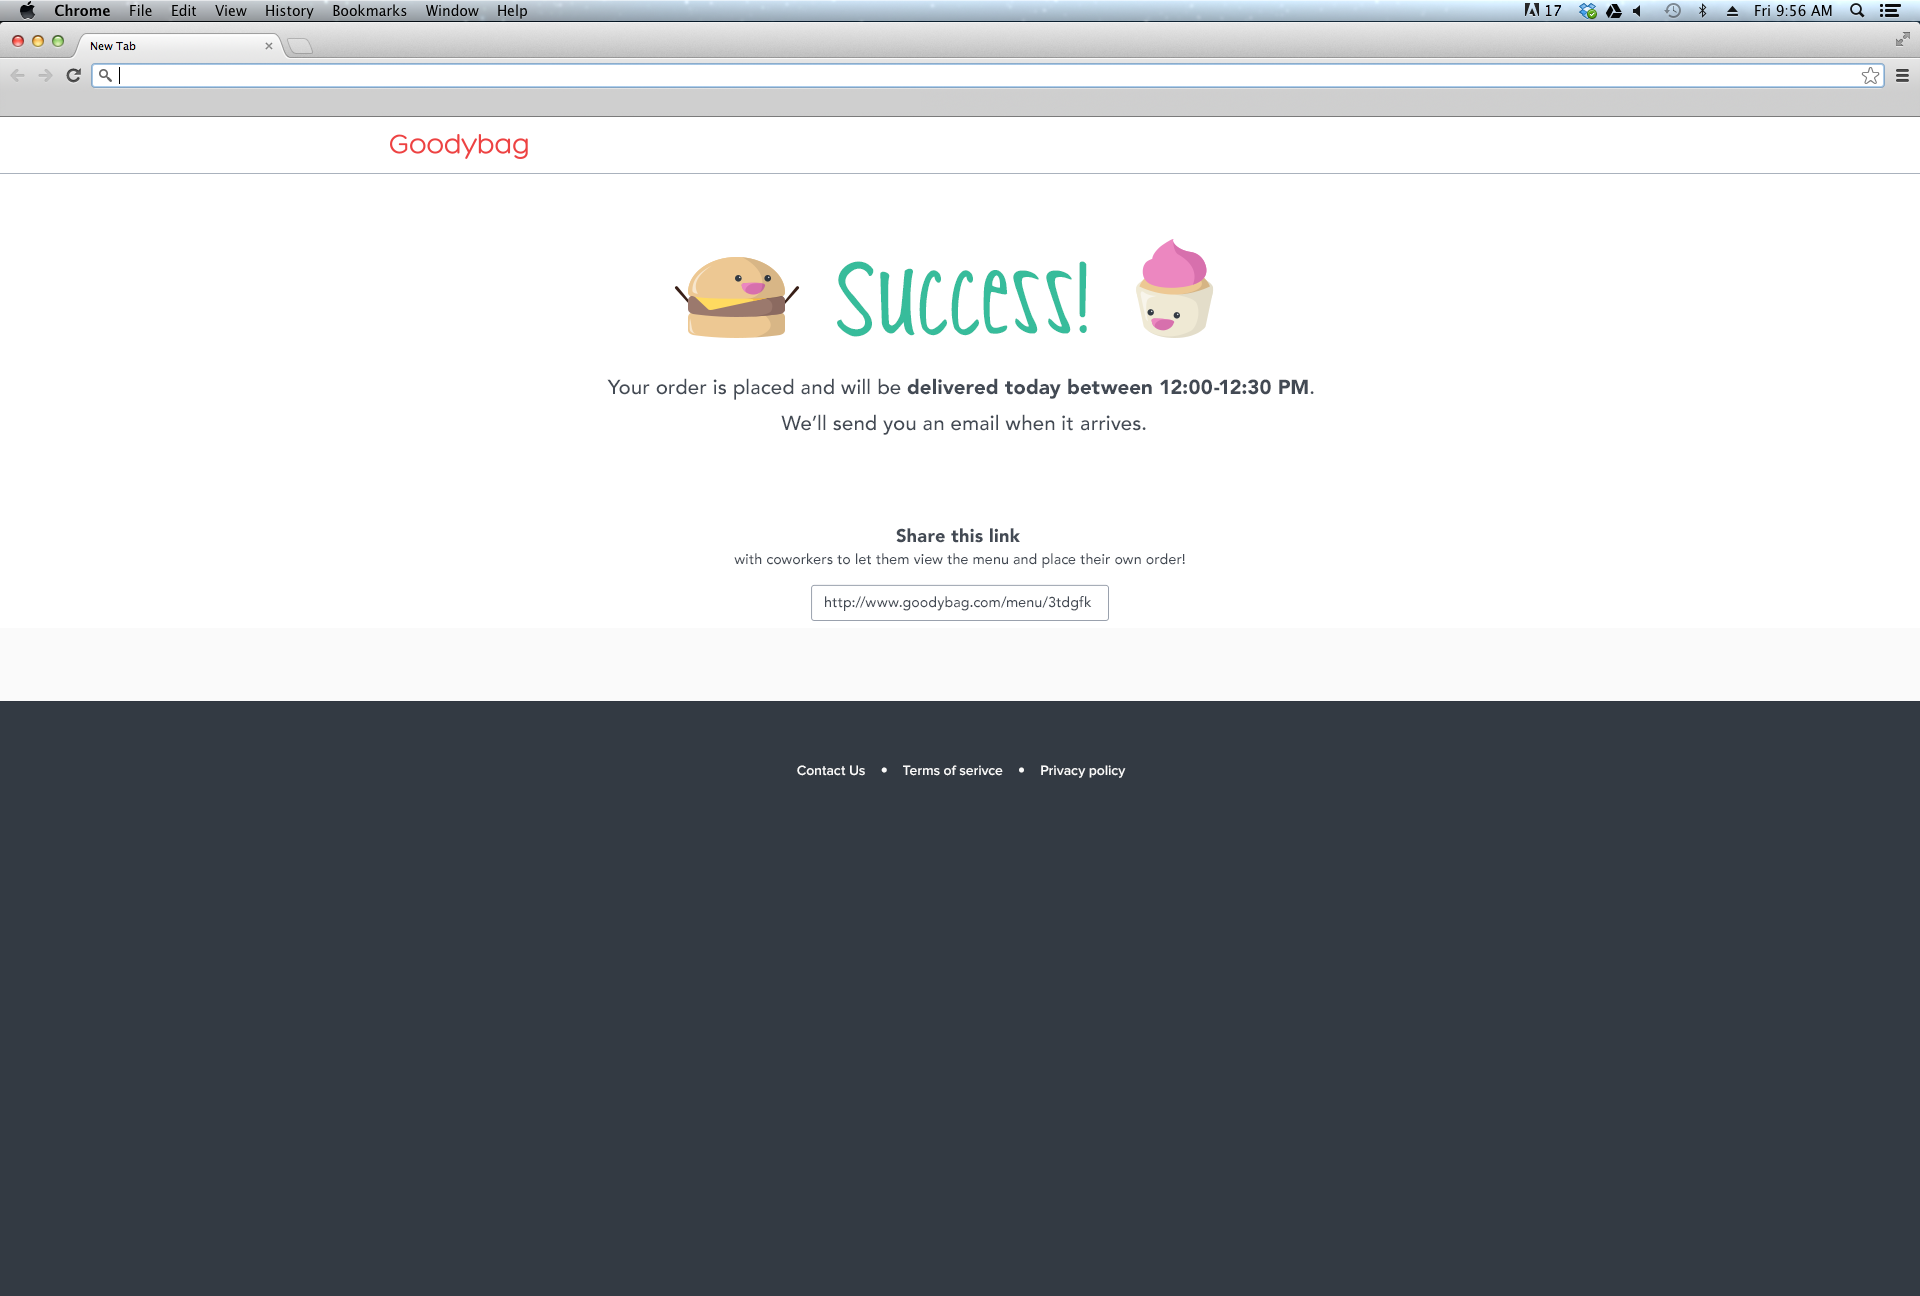 Chrome File Edit View History Bookmarks Window Help 17 Fri 9:56 AM
New Tab
Goodybag
Success!
Your order is placed and will be delivered today between 12:00-12:30 PM.
We’ll send you an email when it arrives.
Share this link
with coworkers to let them view the menu and place their own order!
http://www.goodybag.com/menu/3tdgfk
Contact Us • Terms of serivce • Privacy policy